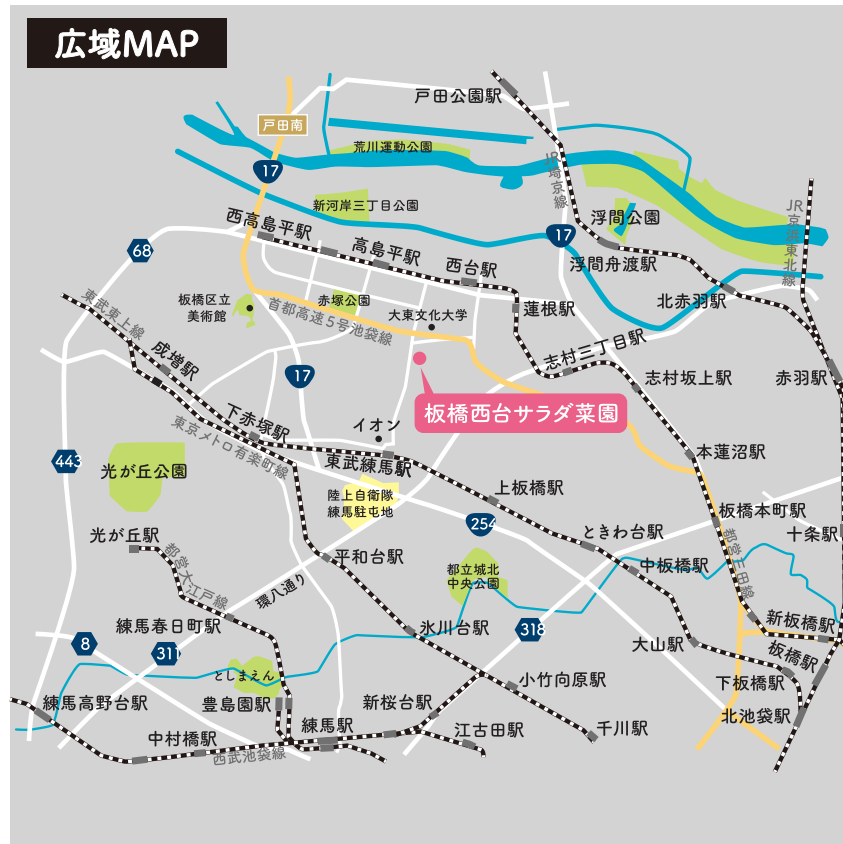 広域MAP
戸田公園駅
戸田南
荒川運動公園
17
JR埼京線
新河岸三丁目公園
JR京浜東北線
西高島平駅
浮間公園
高島平駅
17
68
西台駅
浮間舟渡駅
板橋区立
美術館
赤塚公園
北赤羽駅
首都高速5号池袋線
大東文化大学
蓮根駅
東武東上線
成増駅
志村三丁目駅
17
志村坂上駅
赤羽駅
下赤塚駅
板橋西台サラダ菜園
イオン
東京メトロ有楽町線
443
東武練馬駅
本蓮沼駅
光が丘公園
陸上自衛隊
練馬駐屯地
上板橋駅
板橋本町駅
254
光が丘駅
ときわ台駅
十条駅
都営大江戸線
平和台駅
都立城北
中央公園
中板橋駅
都営三田線
環八通り
練馬春日町駅
氷川台駅
318
新板橋駅
8
311
大山駅
板橋駅
としまえん
小竹向原駅
下板橋駅
練馬高野台駅
豊島園駅
新桜台駅
北池袋駅
中村橋駅
練馬駅
江古田駅
千川駅
西武池袋線